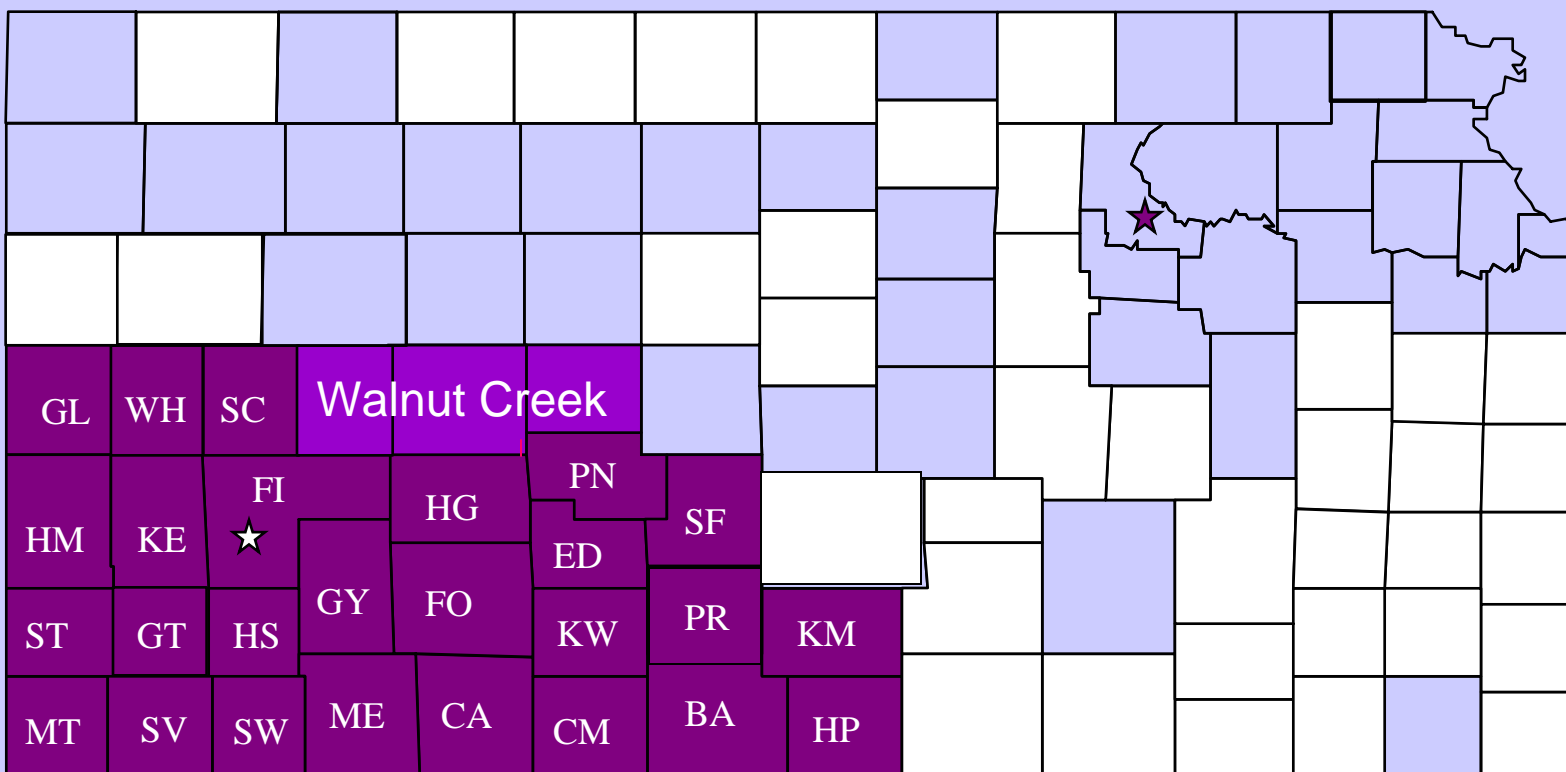 GL WH SC Walnut Creek
FI HG PN SF
HM KE ED
GY FO
ST GT HS KW PR KM
MT SV SW ME CA CM BA HP